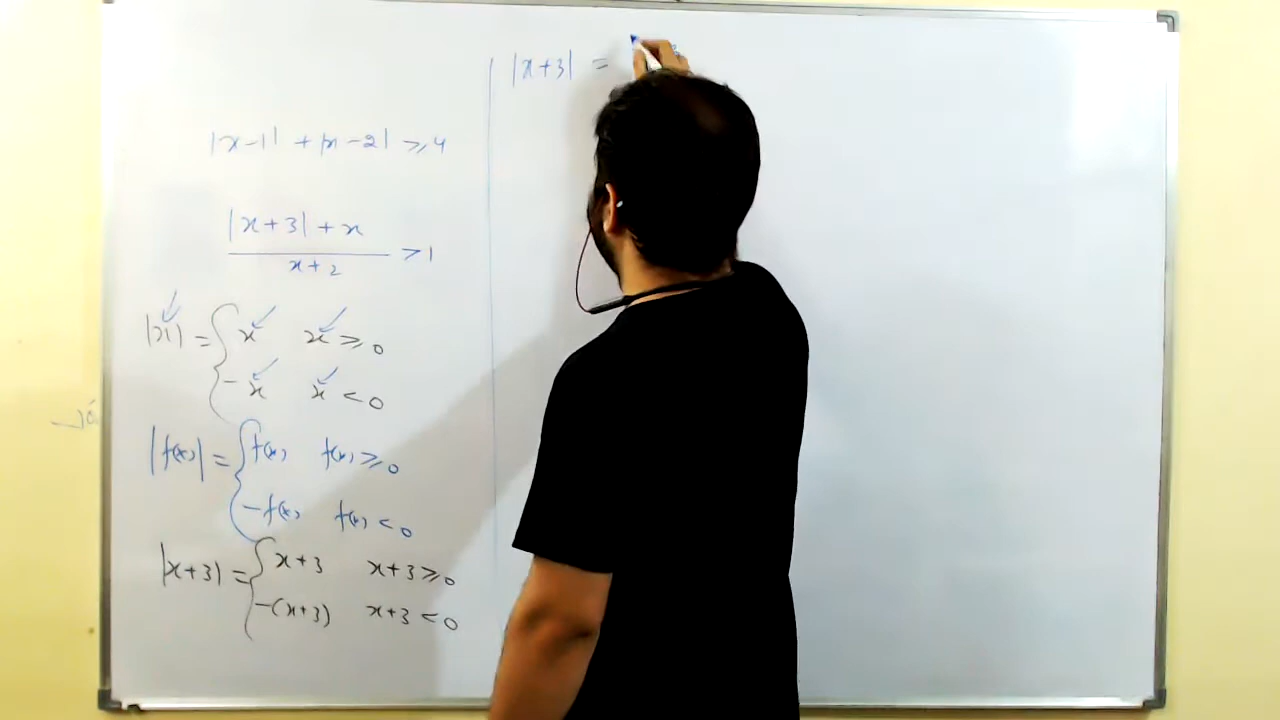 |x-1| + |x-2| ≥ 4
|x+3| + x
x+2
> 1
|x| = { x x ≥ 0
-x x < 0
|f(x)| = { f(x) f(x) ≥ 0
-f(x) f(x) < 0
|x+3| = { x+3 x+3 ≥ 0
-(x+3) x+3 < 0
|x+3| =